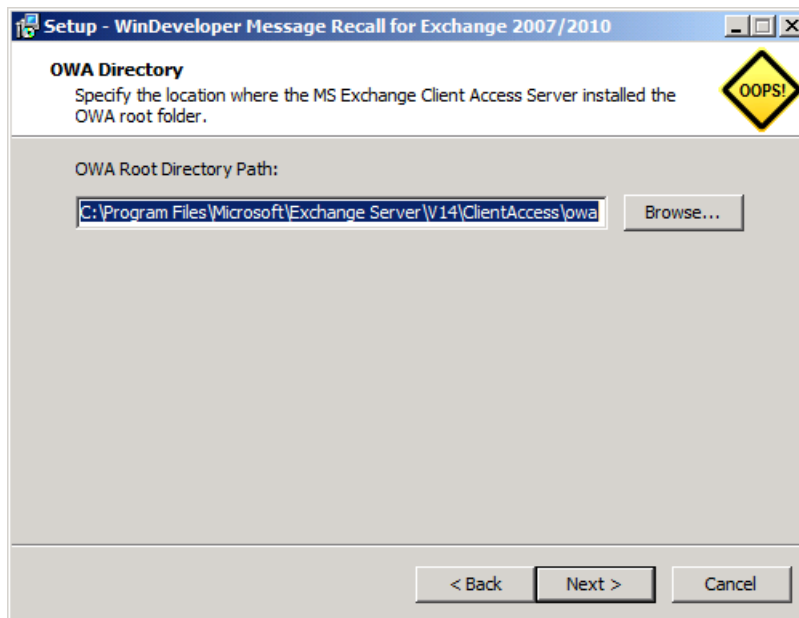 Setup - WinDeveloper Message Recall for Exchange 2007/2010
OWA Directory
Specify the location where the MS Exchange Client Access Server installed the
OWA root folder.
OOPS!
OWA Root Directory Path:
C:\Program Files\Microsoft\Exchange Server\V14\ClientAccess\owa
Browse...
< Back
Next >
Cancel